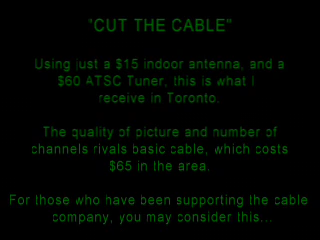 "CUT THE CABLE"
Using just a $15 indoor antenna, and a
$60 ATSC Tuner, this is what I
receive in Toronto.
The quality of picture and number of
channels rivals basic cable, which costs
$65 in the area.
For those who have been supporting the cable
company, you may consider this...